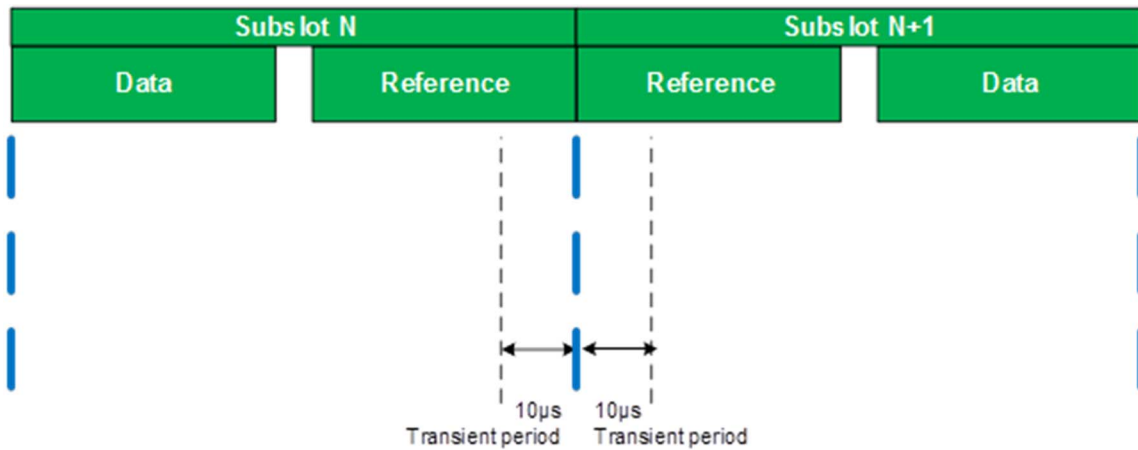 Subslot N Subslot N+1
Data Reference Reference Data
10µs 10µs
Transient period Transient period